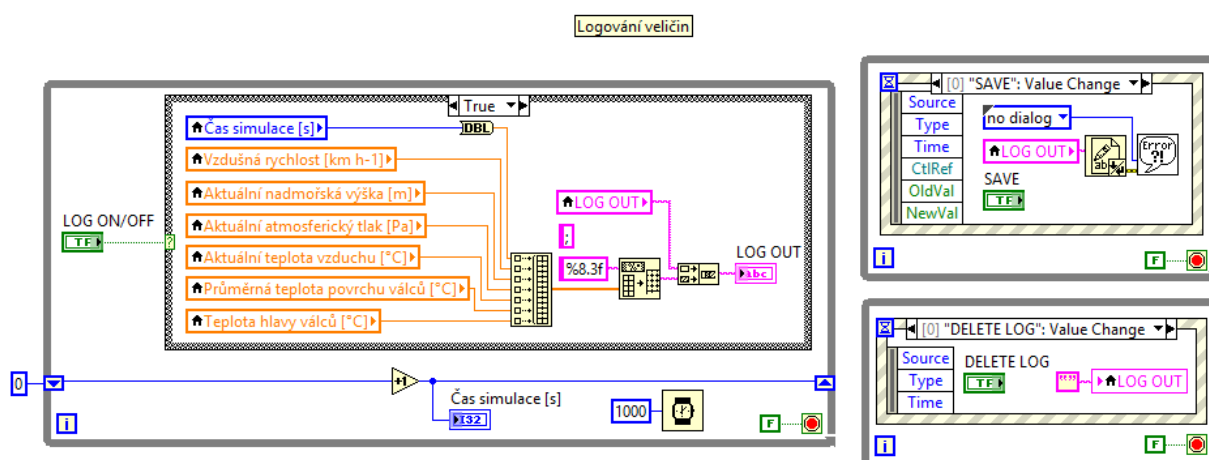 Logování veličin
True
Čas simulace [s]
DBL
Vzdušná rychlost [km h-1]
Aktuální nadmořská výška [m]
Aktuální atmosferický tlak [Pa]
Aktuální teplota vzduchu [°C]
Průměrná teplota povrchu válců [°C]
Teplota hlavy válců [°C]
LOG ON/OFF
TF
?
LOG OUT
;
%8.3f
LOG OUT
abc
0
+1
Čas simulace [s]
I32
1000
i
F
[0] "SAVE": Value Change
Source
Type
Time
CtlRef
OldVal
NewVal
no dialog
LOG OUT
ab
Error
?!
SAVE
TF
i
F
[0] "DELETE LOG": Value Change
Source
Type
Time
DELETE LOG
TF
""
LOG OUT
i
F